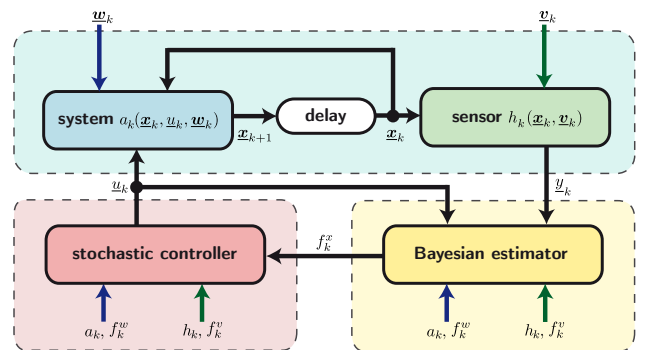 w_k v_k
system a_k(x_k, u_k, w_k) delay sensor h_k(x_k, v_k)
x_{k+1} x_k
u_k y_k
stochastic controller f_k^x Bayesian estimator
a_k, f_k^w h_k, f_k^v a_k, f_k^w h_k, f_k^v